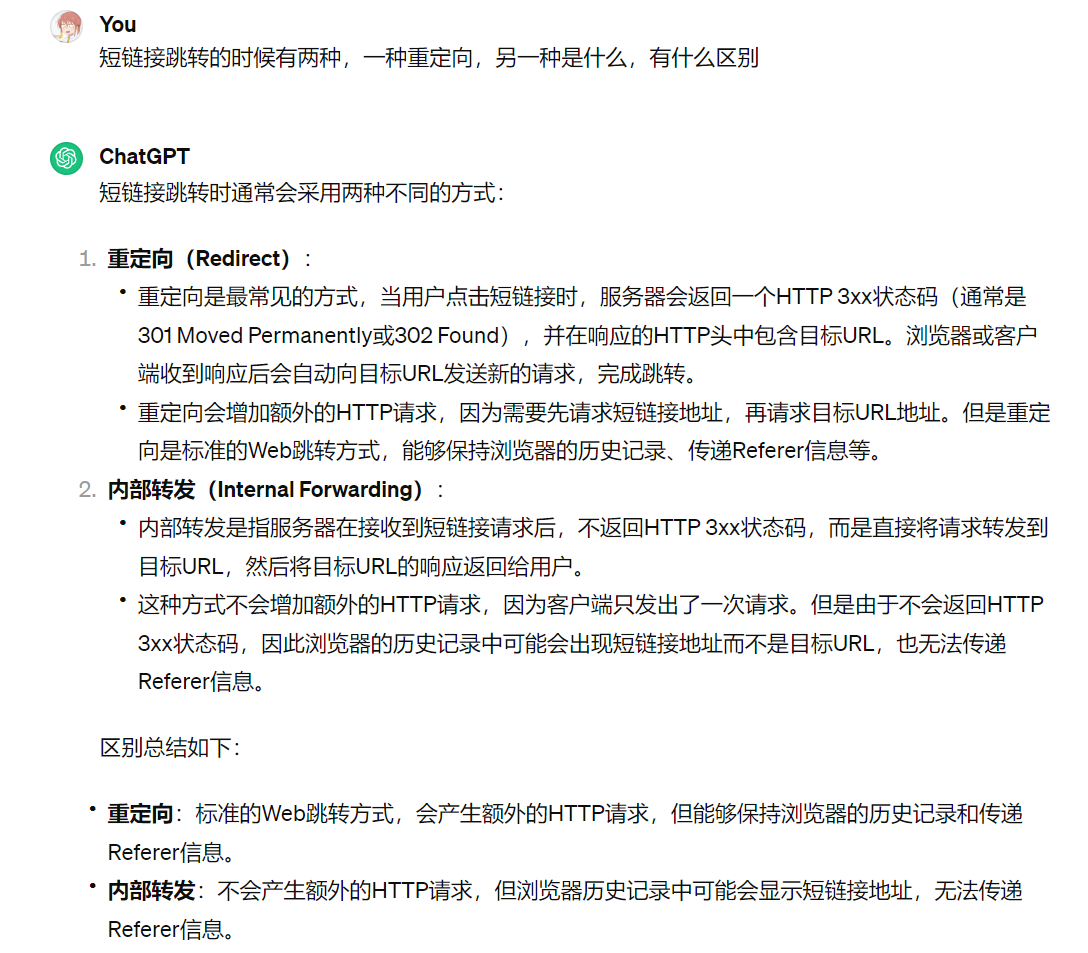 You
短链接跳转的时候有两种，一种重定向，另一种是什么，有什么区别
ChatGPT
短链接跳转时通常会采用两种不同的方式：
1. 重定向（Redirect）：
• 重定向是最常见的方式，当用户点击短链接时，服务器会返回一个HTTP 3xx状态码（通常是
301 Moved Permanently或302 Found），并在响应的HTTP头中包含目标URL。浏览器或客户
端收到响应后会自动向目标URL发送新的请求，完成跳转。
• 重定向会增加额外的HTTP请求，因为需要先请求短链接地址，再请求目标URL地址。但是重定
向是标准的Web跳转方式，能够保持浏览器的历史记录、传递Referer信息等。
2. 内部转发（Internal Forwarding）：
• 内部转发是指服务器在接收到短链接请求后，不返回HTTP 3xx状态码，而是直接将请求转发到
目标URL，然后将目标URL的响应返回给用户。
• 这种方式不会增加额外的HTTP请求，因为客户端只发出了一次请求。但是由于不会返回HTTP
3xx状态码，因此浏览器的历史记录中可能会出现短链接地址而不是目标URL，也无法传递
Referer信息。
区别总结如下：
• 重定向：标准的Web跳转方式，会产生额外的HTTP请求，但能够保持浏览器的历史记录和传递
Referer信息。
• 内部转发：不会产生额外的HTTP请求，但浏览器历史记录中可能会显示短链接地址，无法传递
Referer信息。